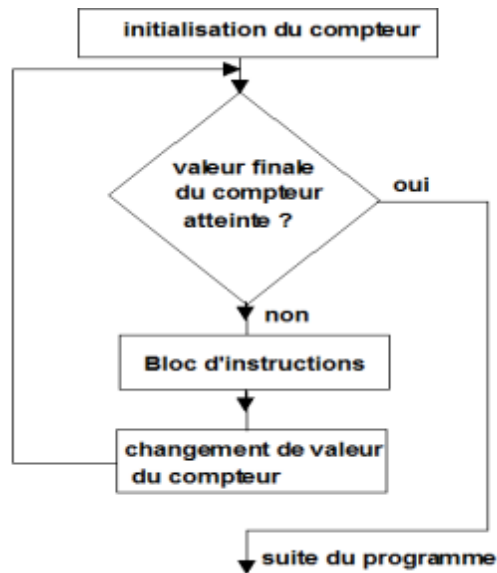 initialisation du compteur
valeur finale
du compteur
atteinte ?
oui
non
Bloc d'instructions
changement de valeur
du compteur
suite du programme